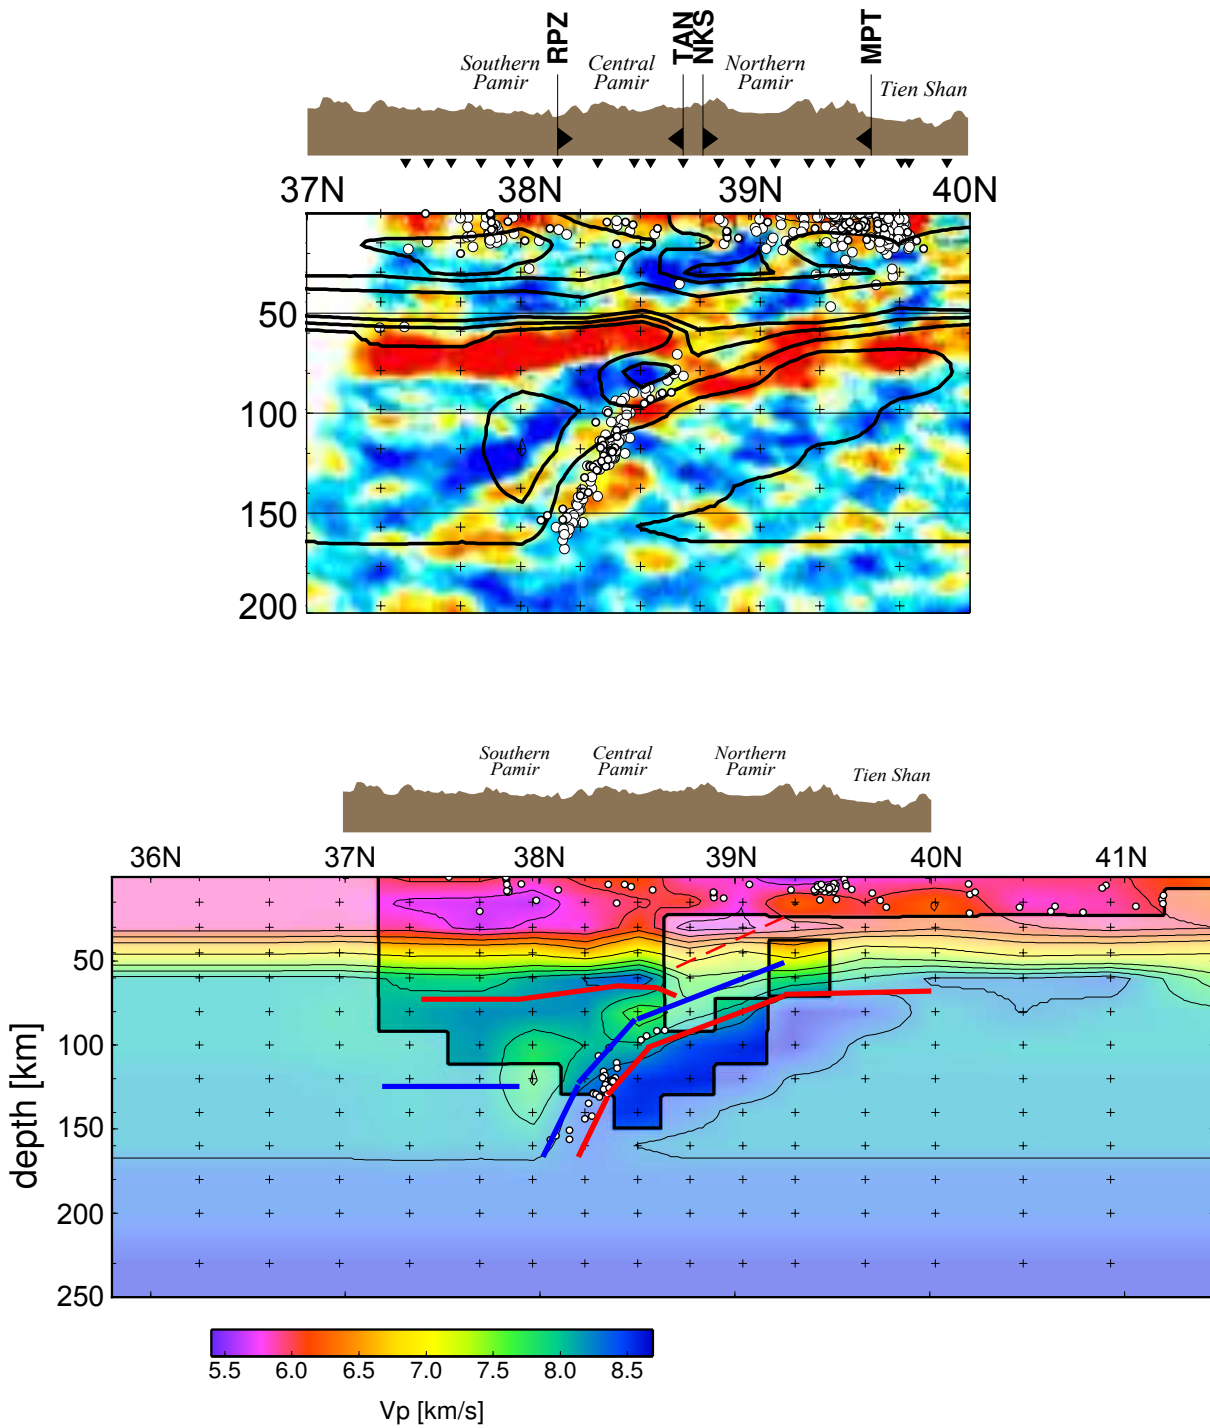 RPZ
TAN
NKS
MPT
Southern
Pamir
Central
Pamir
Northern
Pamir
Tien Shan
37N 38N 39N 40N
50
100
150
200
Southern
Pamir
Central
Pamir
Northern
Pamir
Tien Shan
36N 37N 38N 39N 40N 41N
50
100
150
200
250
depth [km]
5.5 6.0 6.5 7.0 7.5 8.0 8.5
Vp [km/s]